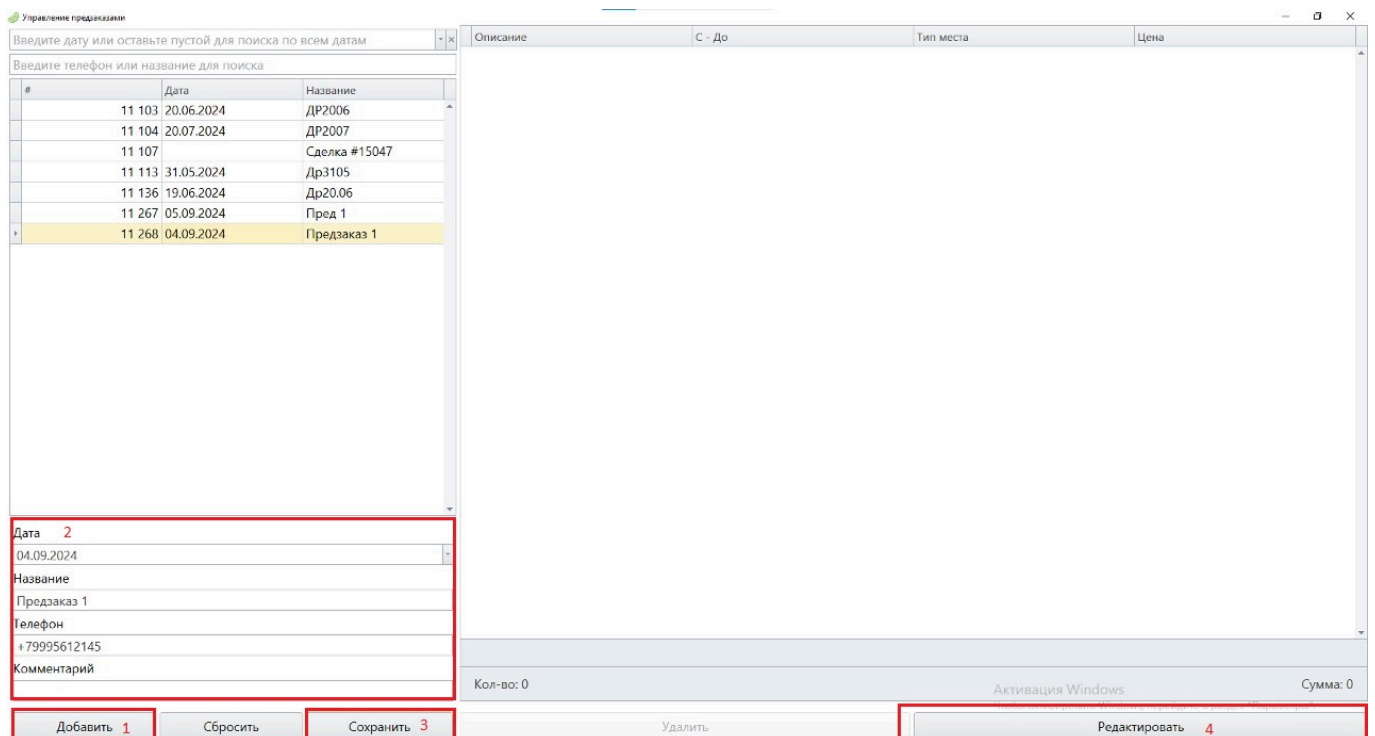 Управление предзаказами
Введите дату или оставьте пустой для поиска по всем датам
Введите телефон или название для поиска
# Дата Название
11 103 20.06.2024 ДР2006
11 104 20.07.2024 ДР2007
11 107 Сделка #15047
11 113 31.05.2024 Др3105
11 136 19.06.2024 Др20.06
11 267 05.09.2024 Пред 1
11 268 04.09.2024 Предзаказ 1
Дата 2
04.09.2024
Название
Предзаказ 1
Телефон
+79995612145
Комментарий
Добавить 1 Сбросить Сохранить 3
Описание С - До Тип места Цена
Кол-во: 0 Сумма: 0
Активация Windows
Удалить Редактировать 4